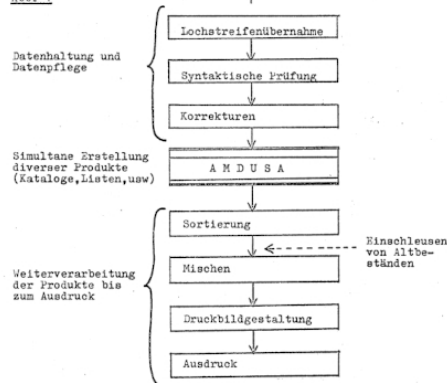 Lochstreifenübernahme
Datenhaltung und
Datenpflege
Syntaktische Prüfung
Korrekturen
Simultane Erstellung
diverser Produkte
(Kataloge,Listen,usw)
A M D U S A
Sortierung
Einschleusen
von Altbe-
ständen
Mischen
Weiterverarbeitung
der Produkte bis
zum Ausdruck
Druckbildgestaltung
Ausdruck